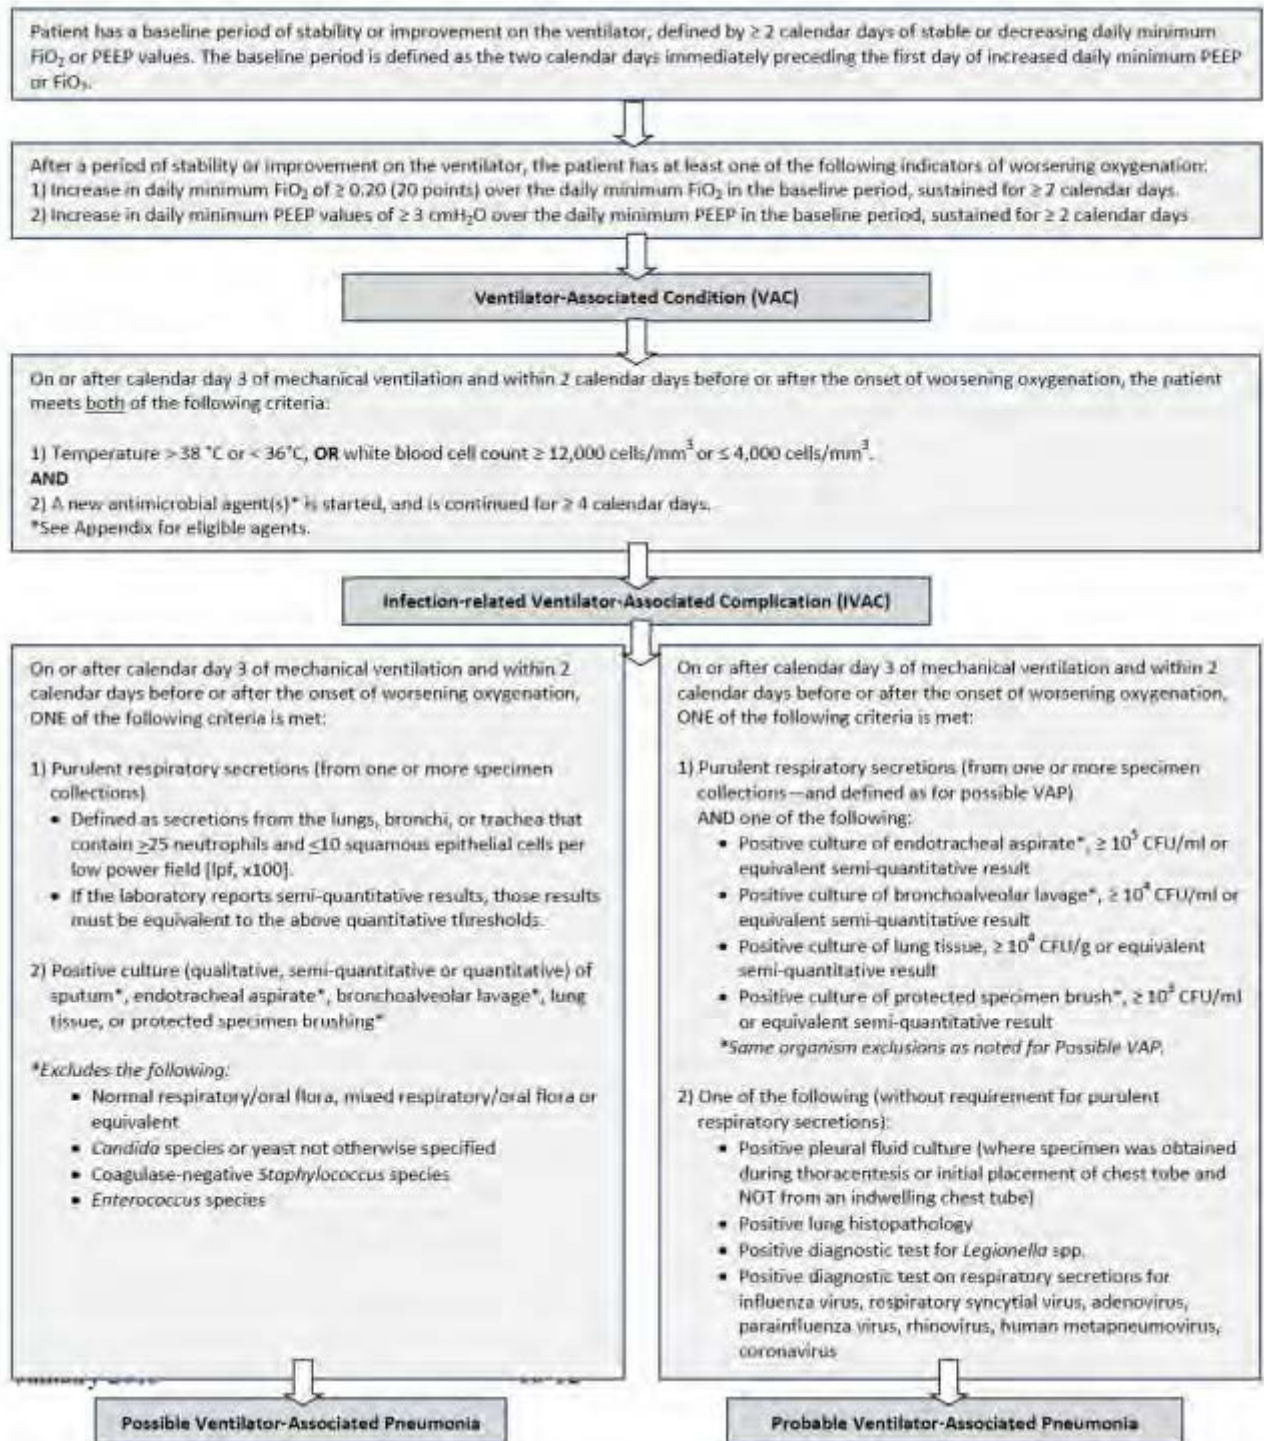 Patient has a baseline period of stability or improvement on the ventilator, defined by ≥ 2 calendar days of stable or decreasing daily minimum
FiO₂ or PEEP values. The baseline period is defined as the two calendar days immediately preceding the first day of increased daily minimum PEEP
or FiO₂.
After a period of stability or improvement on the ventilator, the patient has at least one of the following indicators of worsening oxygenation:
1) Increase in daily minimum FiO₂ of ≥ 0.20 (20 points) over the daily minimum FiO₂ in the baseline period, sustained for ≥ 2 calendar days.
2) Increase in daily minimum PEEP values of ≥ 3 cmH₂O over the daily minimum PEEP in the baseline period, sustained for ≥ 2 calendar days
Ventilator-Associated Condition (VAC)
On or after calendar day 3 of mechanical ventilation and within 2 calendar days before or after the onset of worsening oxygenation, the patient
meets both of the following criteria:
1) Temperature > 38 °C or < 36°C, OR white blood cell count ≥ 12,000 cells/mm³ or ≤ 4,000 cells/mm³.
AND
2) A new antimicrobial agent(s)* is started, and is continued for ≥ 4 calendar days.
*See Appendix for eligible agents.
Infection-related Ventilator-Associated Complication (IVAC)
On or after calendar day 3 of mechanical ventilation and within 2
calendar days before or after the onset of worsening oxygenation,
ONE of the following criteria is met:
1) Purulent respiratory secretions (from one or more specimen
collections)
• Defined as secretions from the lungs, bronchi, or trachea that
contain ≥25 neutrophils and ≤10 squamous epithelial cells per
low power field [lpf, x100].
• If the laboratory reports semi-quantitative results, those results
must be equivalent to the above quantitative thresholds.
2) Positive culture (qualitative, semi-quantitative or quantitative) of
sputum*, endotracheal aspirate*, bronchoalveolar lavage*, lung
tissue, or protected specimen brushing*
*Excludes the following:
• Normal respiratory/oral flora, mixed respiratory/oral flora or
equivalent
• Candida species or yeast not otherwise specified
• Coagulase-negative Staphylococcus species
• Enterococcus species
Possible Ventilator-Associated Pneumonia
On or after calendar day 3 of mechanical ventilation and within 2
calendar days before or after the onset of worsening oxygenation,
ONE of the following criteria is met:
1) Purulent respiratory secretions (from one or more specimen
collections—and defined as for possible VAP)
AND one of the following:
• Positive culture of endotracheal aspirate*, ≥ 10⁵ CFU/ml or
equivalent semi-quantitative result
• Positive culture of bronchoalveolar lavage*, ≥ 10⁴ CFU/ml or
equivalent semi-quantitative result
• Positive culture of lung tissue, ≥ 10⁴ CFU/g or equivalent
semi-quantitative result
• Positive culture of protected specimen brush*, ≥ 10³ CFU/ml
or equivalent semi-quantitative result
*Same organism exclusions as noted for Possible VAP.
2) One of the following (without requirement for purulent
respiratory secretions):
• Positive pleural fluid culture (where specimen was obtained
during thoracentesis or initial placement of chest tube and
NOT from an indwelling chest tube)
• Positive lung histopathology
• Positive diagnostic test for Legionella spp.
• Positive diagnostic test on respiratory secretions for
influenza virus, respiratory syncytial virus, adenovirus,
parainfluenza virus, rhinovirus, human metapneumovirus,
coronavirus
Probable Ventilator-Associated Pneumonia